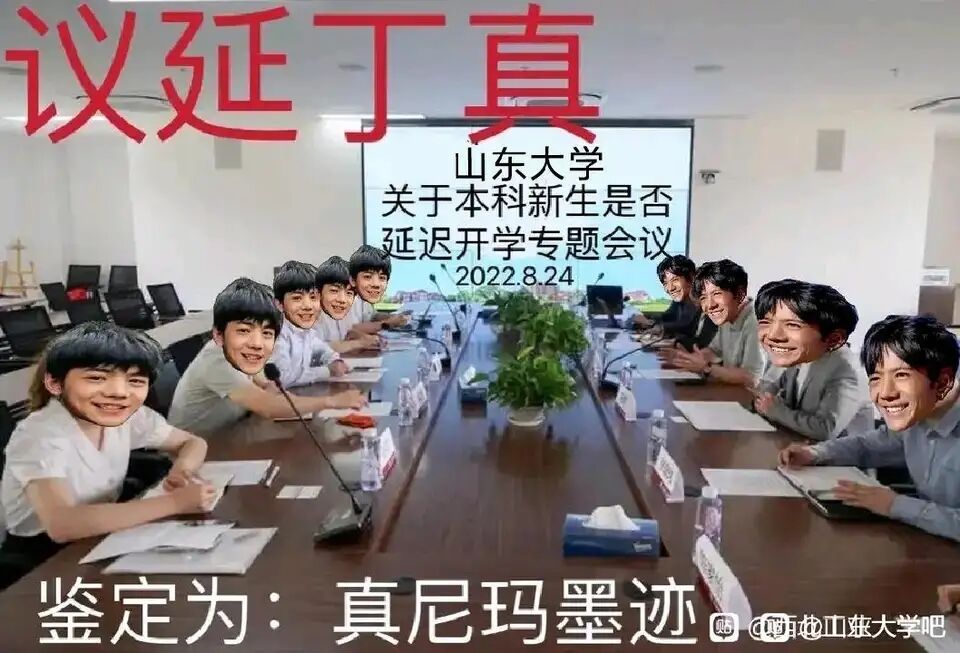 议延丁真
山东大学
关于本科新生是否
延迟开学专题会议
2022.8.24
鉴定为：真尼玛墨迹
山东大学吧